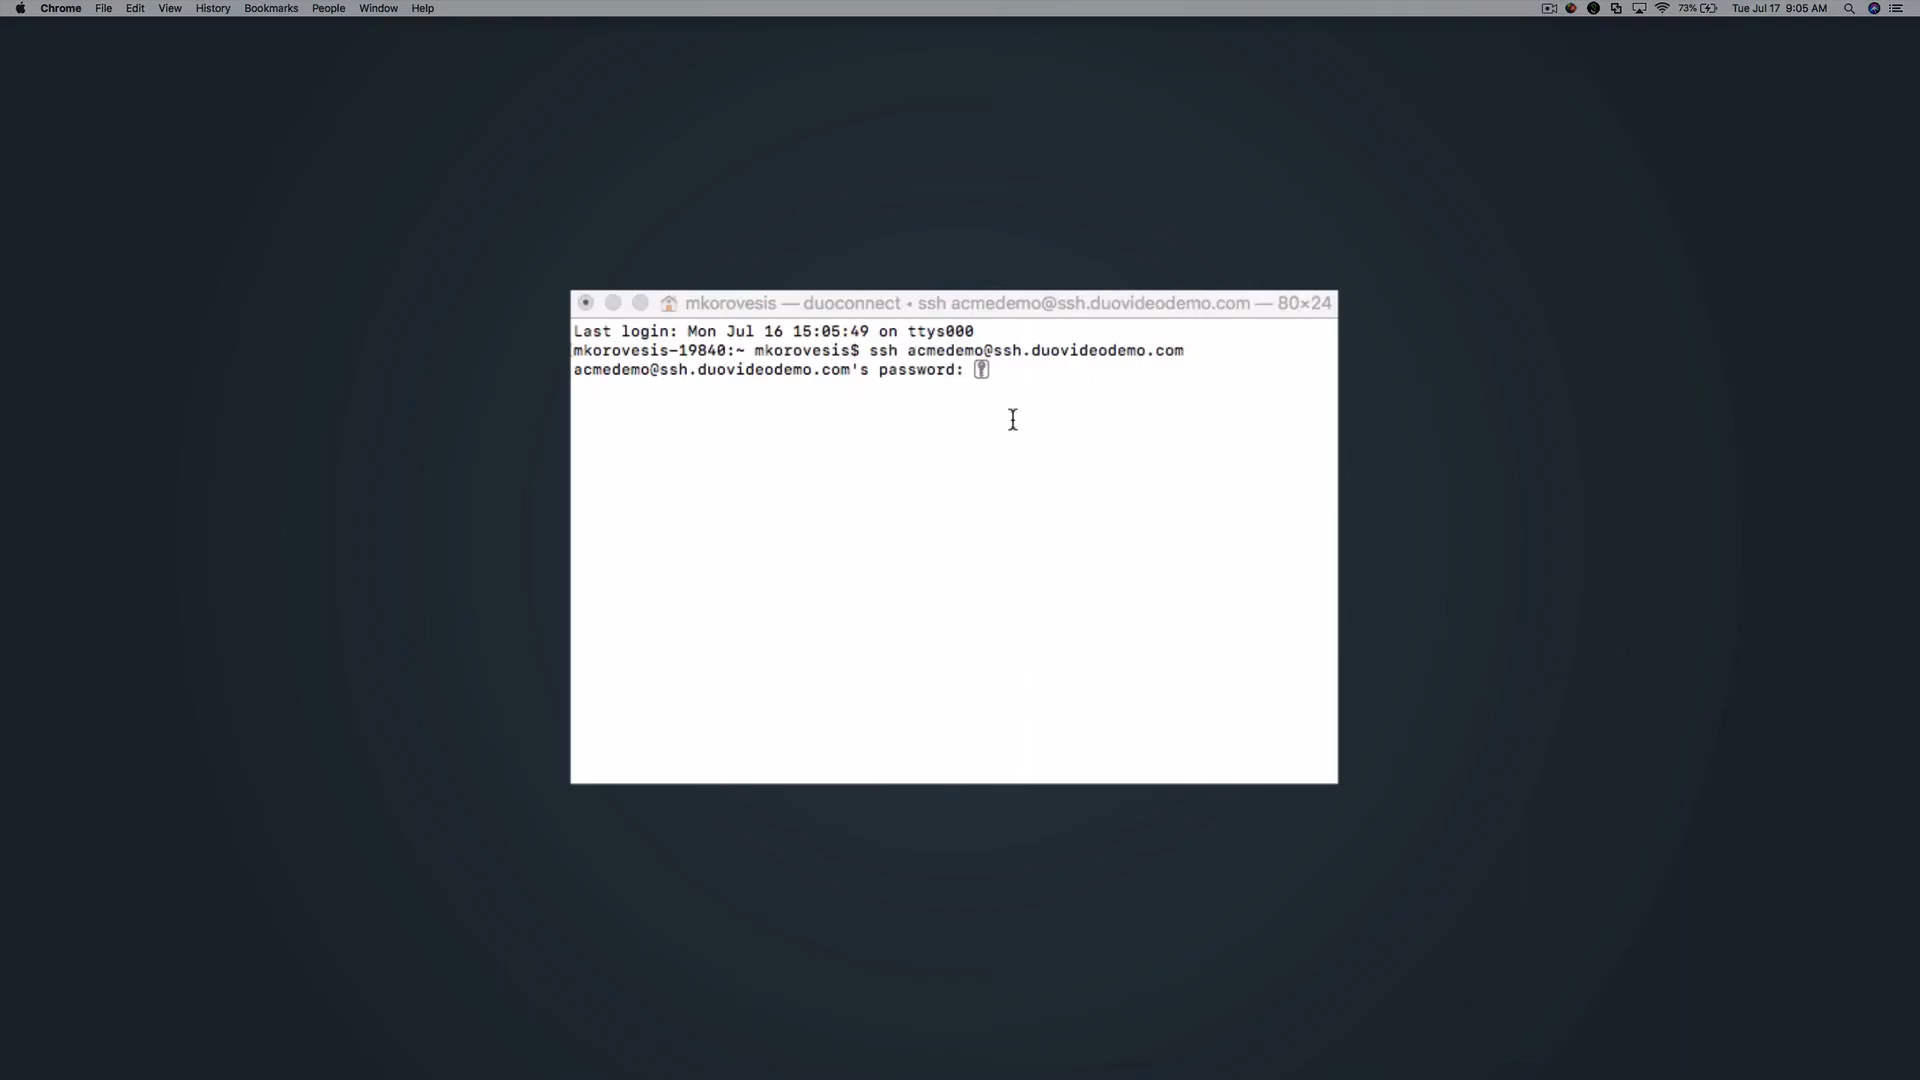 Chrome File Edit View History Bookmarks People Window Help 73% Tue Jul 17 9:05 AM
mkorovesis — duoconnect • ssh acmedemo@ssh.duovideodemo.com — 80×24
Last login: Mon Jul 16 15:05:49 on ttys000
mkorovesis-19840:~ mkorovesis$ ssh acmedemo@ssh.duovideodemo.com
acmedemo@ssh.duovideodemo.com's password: